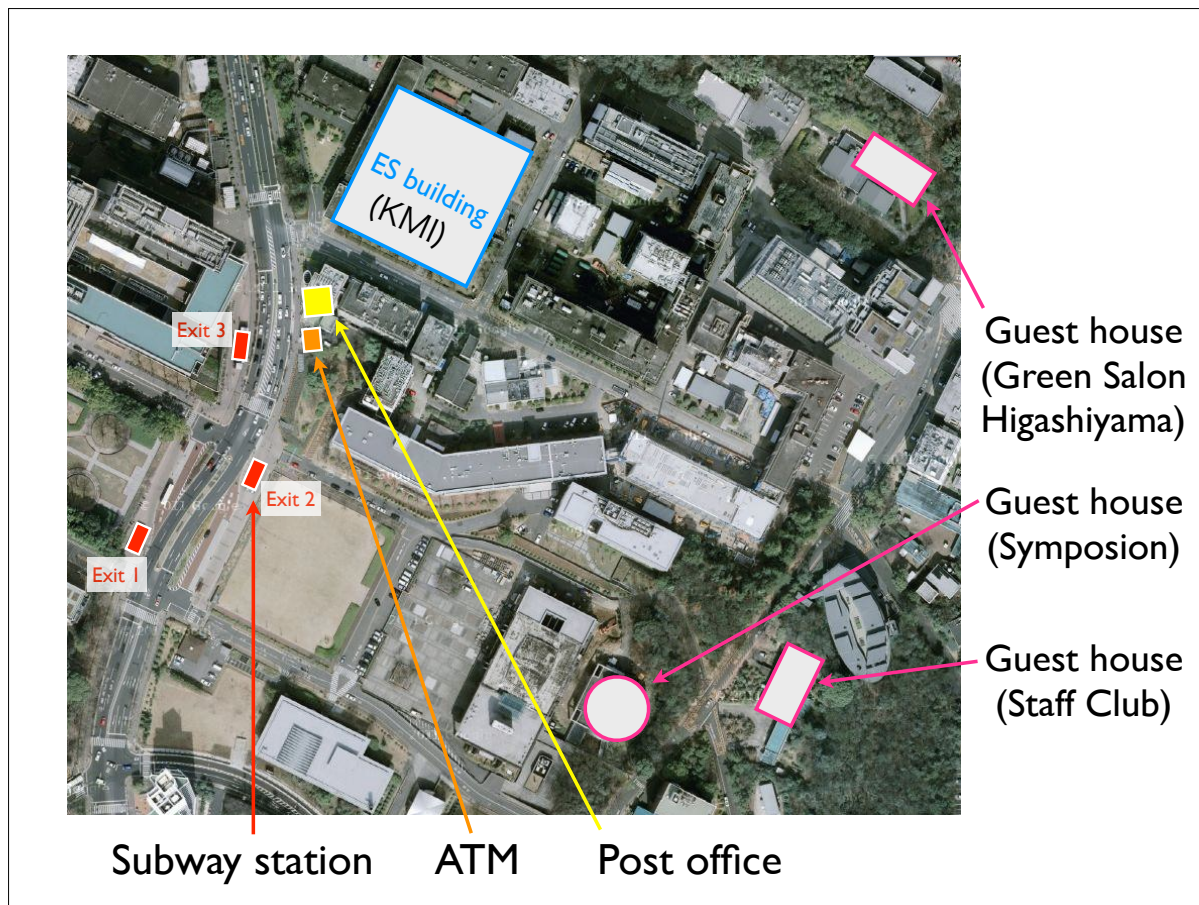 ES building
(KMI)
Exit 3
Exit 2
Exit 1
Guest house
(Green Salon
Higashiyama)
Guest house
(Symposion)
Guest house
(Staff Club)
Subway station
ATM
Post office